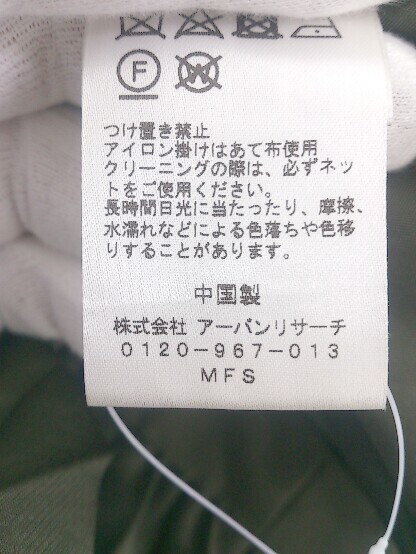 F
W
つけ置き禁止
アイロン掛けはあて布使用
クリーニングの際は、必ずネッ
トをご使用ください。
長時間日光に当たったり、摩擦、
水濡れなどによる色落ちや色移
りすることがあります。
中国製
株式会社 アーバンリサーチ
0120-967-013
MFS